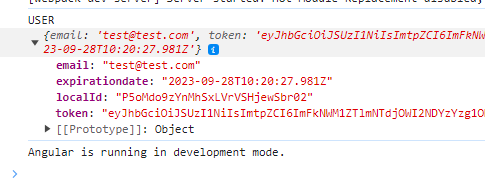 [webpack-dev-server] Server started: Hot Module Replacement disabled,
USER
{email: 'test@test.com', token: 'eyJhbGciOiJSUzI1NiIsImtpZCI6ImFkNW
23-09-28T10:20:27.981Z'}
email: "test@test.com"
expirationdate: "2023-09-28T10:20:27.981Z"
localId: "P5oMdo9zYnMhSxLVrVSHjewSbr02"
token: "eyJhbGciOiJSUzI1NiIsImtpZCI6ImFkNWM1ZTlmNTdjOWI2NDYzYzg1O
[[Prototype]]: Object
Angular is running in development mode.